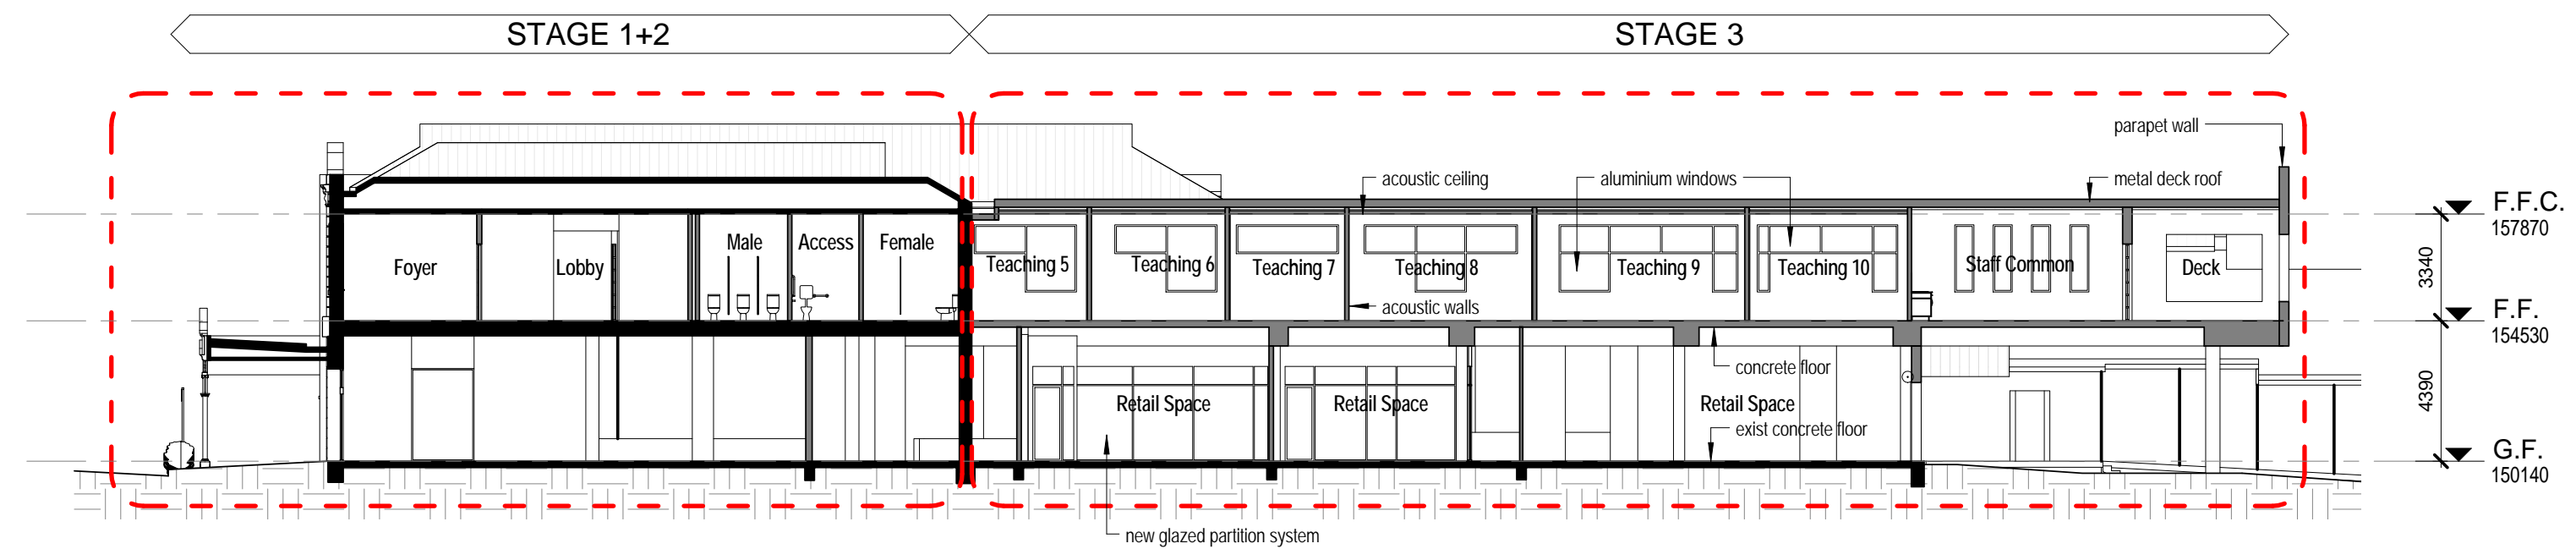 STAGE 1+2
STAGE 3
parapet wall
acoustic ceiling
aluminium windows
metal deck roof
F.F.C.
157870
Foyer
Lobby
Male
Access
Female
Teaching 5
Teaching 6
Teaching 7
Teaching 8
Teaching 9
Teaching 10
Staff Common
Deck
3340
acoustic walls
F.F.
154530
concrete floor
4390
Retail Space
Retail Space
Retail Space
exist concrete floor
G.F.
150140
new glazed partition system